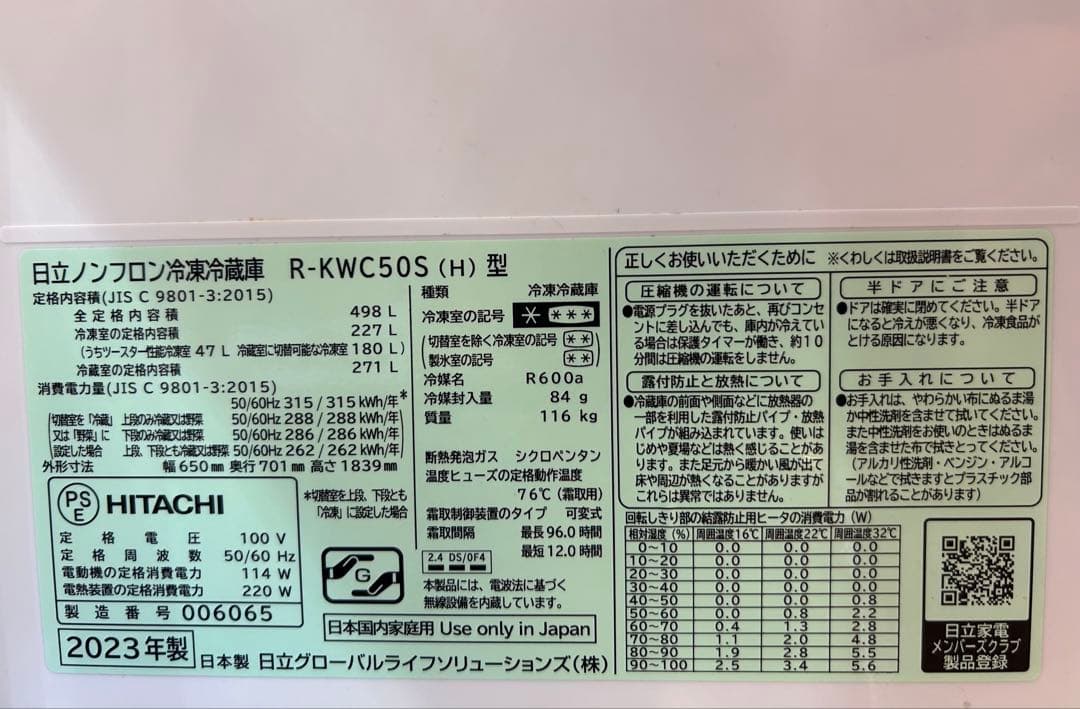 日立ノンフロン冷凍冷蔵庫 R-KWC50S (H) 型
定格内容積(JIS C 9801-3:2015)
全定格内容積 498 L
冷凍室の定格内容積 227 L
(うちツースター性能冷凍室 47 L 冷蔵室に切替可能な冷凍室 180 L)
冷蔵室の定格内容積 271 L
消費電力量(JIS C 9801-3:2015)
50/60Hz 315 / 315 kWh/年*
切替室を「冷蔵」 上段のみ冷蔵又は野菜 50/60Hz 288 / 288 kWh/年
又は「野菜」に 下段のみ冷蔵又は野菜 50/60Hz 286 / 286 kWh/年
設定した場合 上段、下段とも冷蔵又は野菜 50/60Hz 262 / 262 kWh/年
外形寸法 幅 650 mm 奥行 701 mm 高さ 1839 mm
PSE HITACHI
定格電圧 100 V
定格周波数 50/60 Hz
電動機の定格消費電力 114 W
電熱装置の定格消費電力 220 W
製造番号 006065
*切替室を上段、下段とも
「冷凍」に設定した場合
G
2023年製
日本製 日立グローバルライフソリューションズ(株)
種類 冷凍冷蔵庫
冷凍室の記号 * ***
(切替室を除く冷凍室の記号 **)
製氷室の記号 **
冷媒名 R600a
冷媒封入量 84 g
質量 116 kg
断熱発泡ガス シクロペンタン
温度ヒューズの定格動作温度
76℃ (霜取用)
霜取制御装置のタイプ 可変式
霜取間隔 最長 96.0 時間
最短 12.0 時間
2.4 DS/OF4
本製品には、電波法に基づく
無線設備を内蔵しています。
日本国内家庭用 Use only in Japan
正しくお使いいただくために ※くわしくは取扱説明書をご覧ください。
圧縮機の運転について
●電源プラグを抜いたあと、再びコンセ
ントに差し込んでも、庫内が冷えてい
る場合は保護タイマーが働き、約10
分間は圧縮機の運転をしません。
露付防止と放熱について
●冷蔵庫の前面や側面などに放熱器の
一部を利用した露付防止パイプ・放熱
パイプが組み込まれています。使いは
じめや夏場などは熱く感じることがあ
ります。また足元から暖かい風が出て
床や周辺が熱くなることがありますが
これらは異常ではありません。
半ドアにご注意
●ドアは確実に閉めてください。半ドア
になると冷えが悪くなり、冷凍食品が
とける原因になります。
お手入れについて
●お手入れは、やわらかい布にぬるま湯
か中性洗剤を含ませて拭いてください。
また中性洗剤をお使いのときはぬるま
湯を含ませた布で拭きとってください。
(アルカリ性洗剤・ベンジン・アルコ
ールなどで拭きますとプラスチック部
品が割れることがあります)
回転しきり部の結露防止用ヒータの消費電力 (W)
相対湿度 (%) 周囲温度16℃ 周囲温度22℃ 周囲温度32℃
0~10 0.0 0.0 0.0
10~20 0.0 0.0 0.0
20~30 0.0 0.0 0.0
30~40 0.0 0.0 0.0
40~50 0.0 0.0 0.8
50~60 0.0 0.8 2.2
60~70 0.4 1.3 2.8
70~80 1.1 2.0 4.8
80~90 1.9 2.8 5.5
90~100 2.5 3.4 5.6
日立家電
メンバーズクラブ
製品登録